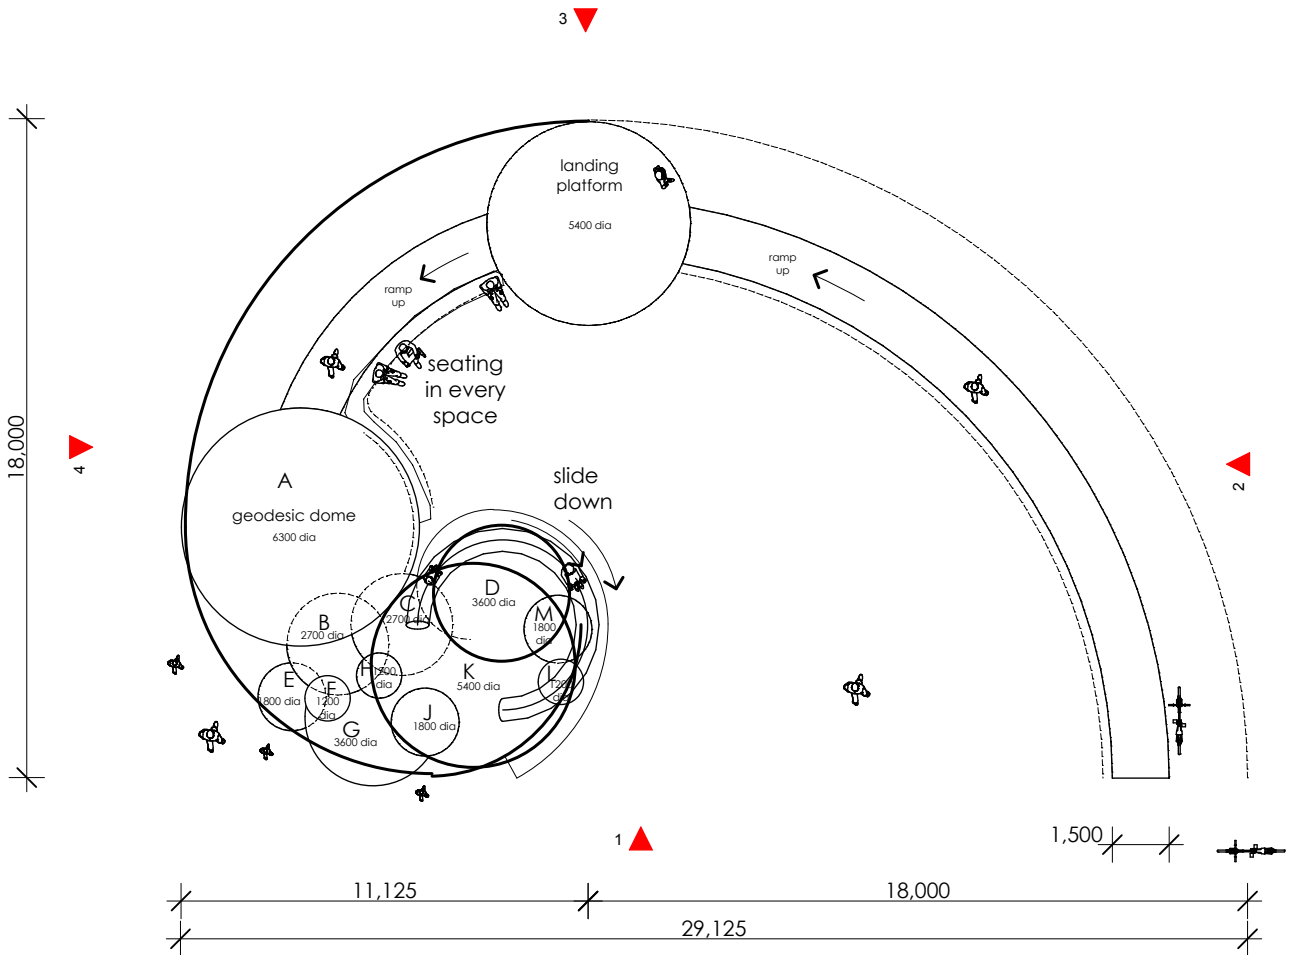 3
landing
platform
5400 dia
ramp
up
ramp
up
seating
in every
space
18,000
4
2
A
geodesic dome
6300 dia
slide
down
B
2700 dia
C
2700 dia
D
3600 dia
M
1800
dia
E
1800 dia
F
1200
dia
H
dia
K
5400 dia
L
1200
dia
J
1800 dia
G
3600 dia
1
1,500
11,125
18,000
29,125